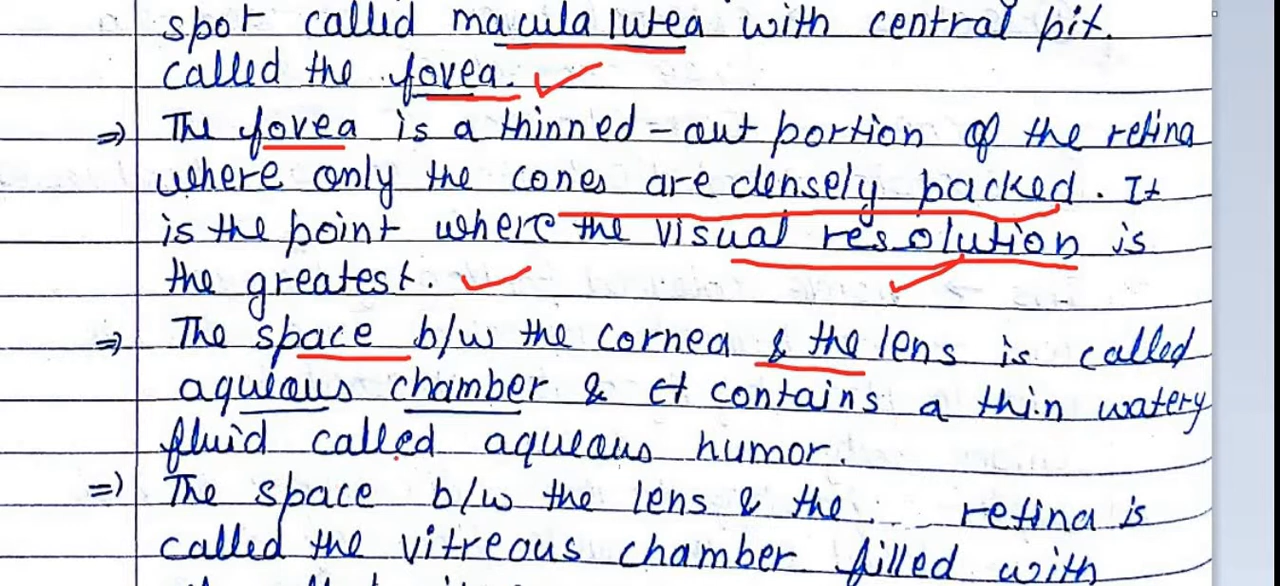 spot called macula lutea with central pit.
called the fovea.
⇒ The fovea is a thinned-out portion of the retina
where only the cones are densely packed. It
is the point where the visual resolution is
the greatest.
⇒ The space b/w the cornea & the lens is called
aqueous chamber & it contains a thin watery
fluid called aqueous humor.
⇒ The space b/w the lens & the retina is
called the vitreous chamber filled with